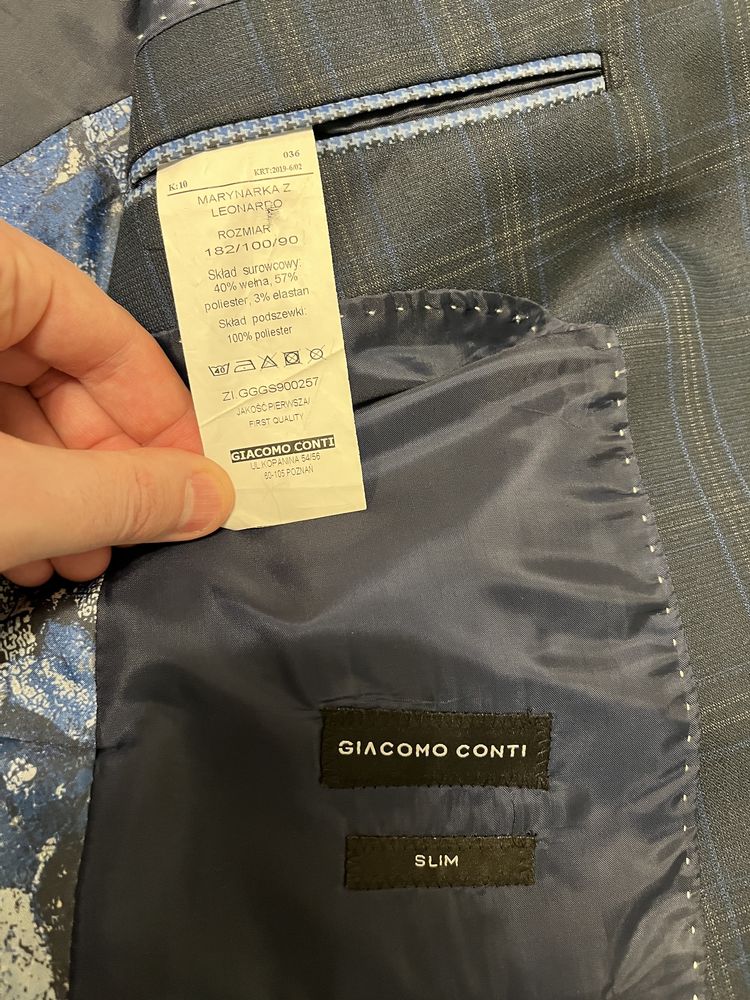 036
K:10 KRT:2019-6/02
MARYNARKA Z
LEONARDO
ROZMIAR
182/100/90
Skład surowcowy:
40% wełna, 57%
poliester, 3% elastan
Skład podszewki:
100% poliester
40
ZI.GGGS900257
JAKOŚĆ PIERWSZA/
FIRST QUALITY
GIACOMO CONTI
UL.KOPANINA 54/56
60-105 POZNAŃ
GIACOMO CONTI
SLIM